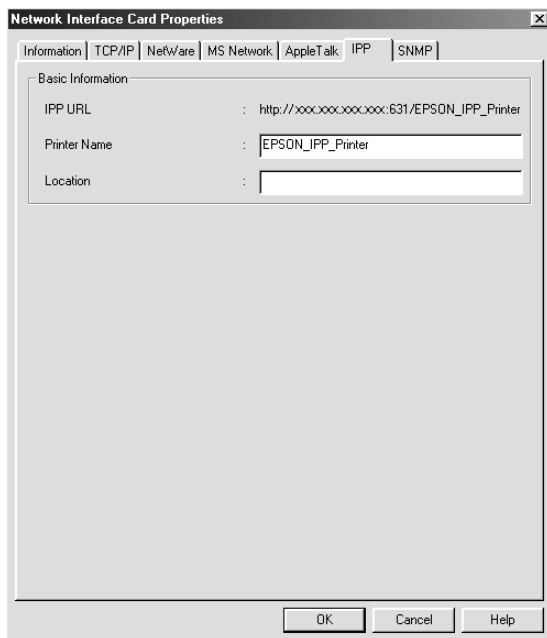 Network Interface Card Properties
Information TCP/IP NetWare MS Network AppleTalk IPP SNMP
Basic Information
IPP URL : http://xxx.xxx.xxx.xxx:631/EPSON_IPP_Printer
Printer Name : EPSON_IPP_Printer
Location :
OK Cancel Help